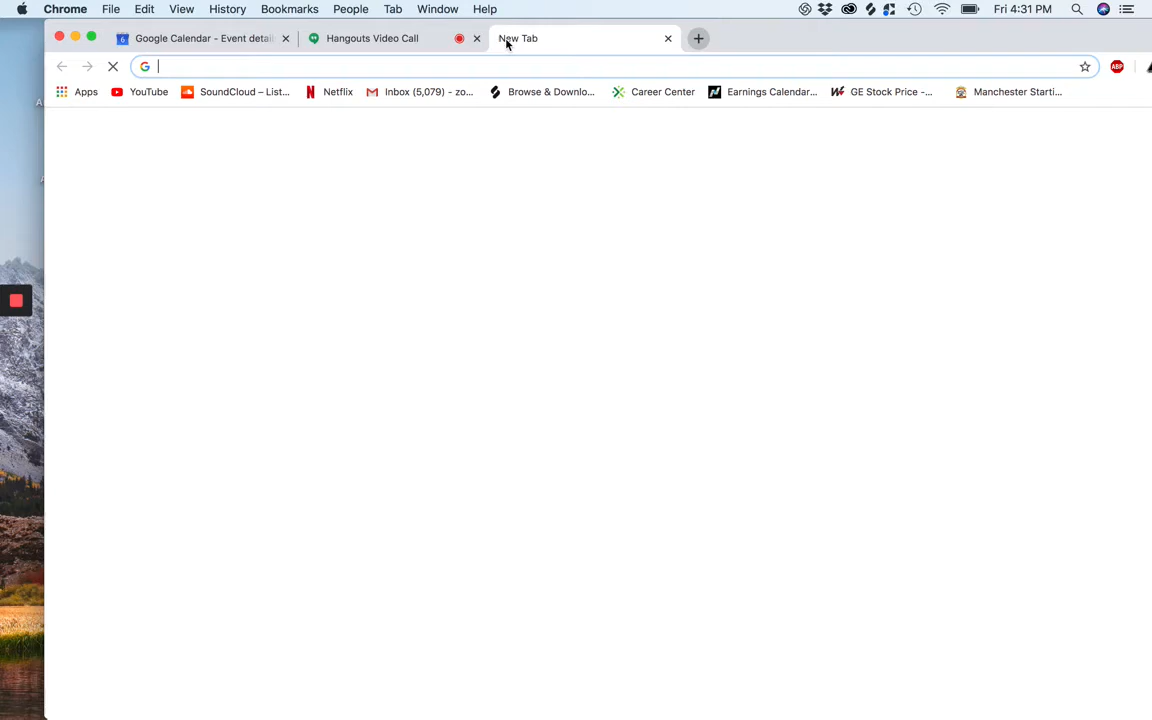 Chrome File Edit View History Bookmarks People Tab Window Help Fri 4:31 PM
Google Calendar - Event detai Hangouts Video Call New Tab
Apps YouTube SoundCloud – List... Netflix Inbox (5,079) - zo... Browse & Downlo... Career Center Earnings Calendar... GE Stock Price -... Manchester Starti...
ABP